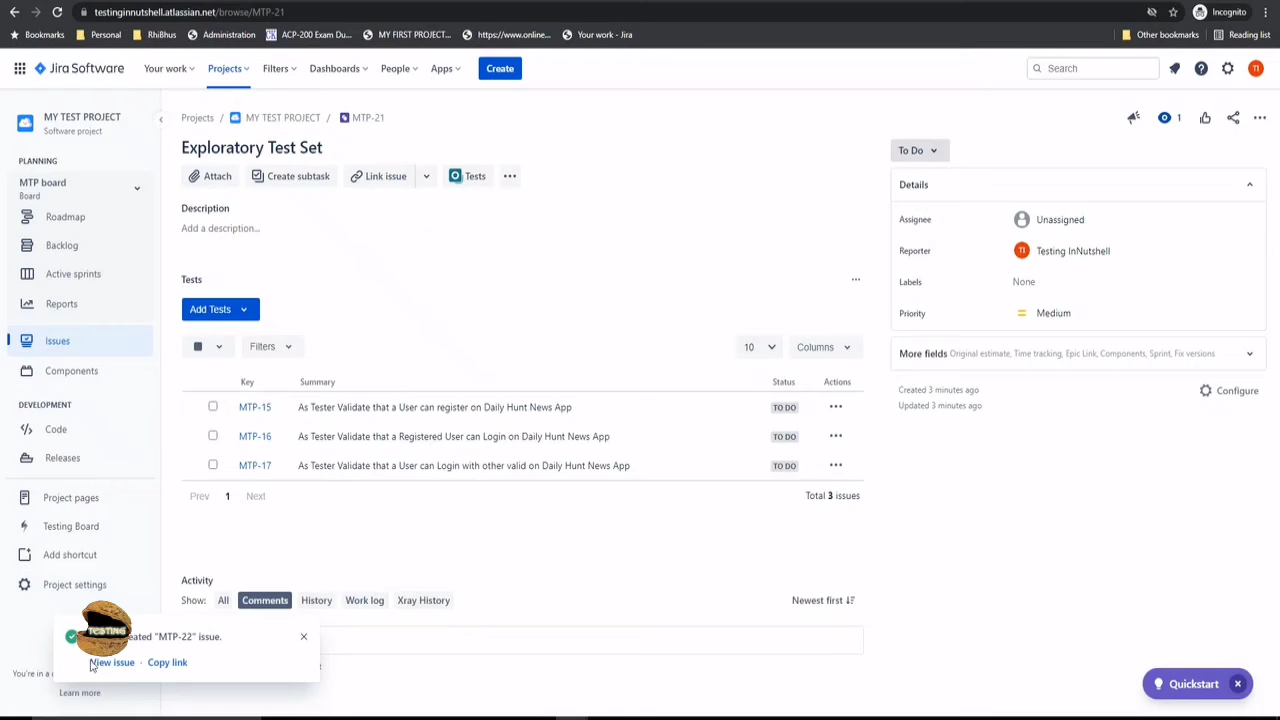 testinginnutshell.atlassian.net/browse/MTP-21
Incognito
Bookmarks
Personal
RhiBhus
Administration
ACP-200 Exam Du...
MY FIRST PROJECT...
https://www.online...
Your work - Jira
Other bookmarks
Reading list
Jira Software
Your work
Projects
Filters
Dashboards
People
Apps
Create
Search
TI
MY TEST PROJECT
Software project
PLANNING
MTP board
Board
Roadmap
Backlog
Active sprints
Reports
Issues
Components
DEVELOPMENT
Code
Releases
Project pages
Testing Board
Add shortcut
Project settings
You're in a
Learn more
Projects / MY TEST PROJECT / MTP-21
1
Exploratory Test Set
Attach
Create subtask
Link issue
Tests
Description
Add a description...
Tests
Add Tests
Filters
10
Columns
Key Summary Status Actions
MTP-15 As Tester Validate that a User can register on Daily Hunt News App TO DO
MTP-16 As Tester Validate that a Registered User can Login on Daily Hunt News App TO DO
MTP-17 As Tester Validate that a User can Login with other valid on Daily Hunt News App TO DO
Prev 1 Next
Total 3 issues
Activity
Show: All Comments History Work log Xray History
Newest first
To Do
Details
Assignee Unassigned
Reporter TI Testing InNutshell
Labels None
Priority Medium
More fields Original estimate, Time tracking, Epic Link, Components, Sprint, Fix versions
Created 3 minutes ago
Updated 3 minutes ago
Configure
TESTING
"MTP-22" issue.
View issue · Copy link
Quickstart